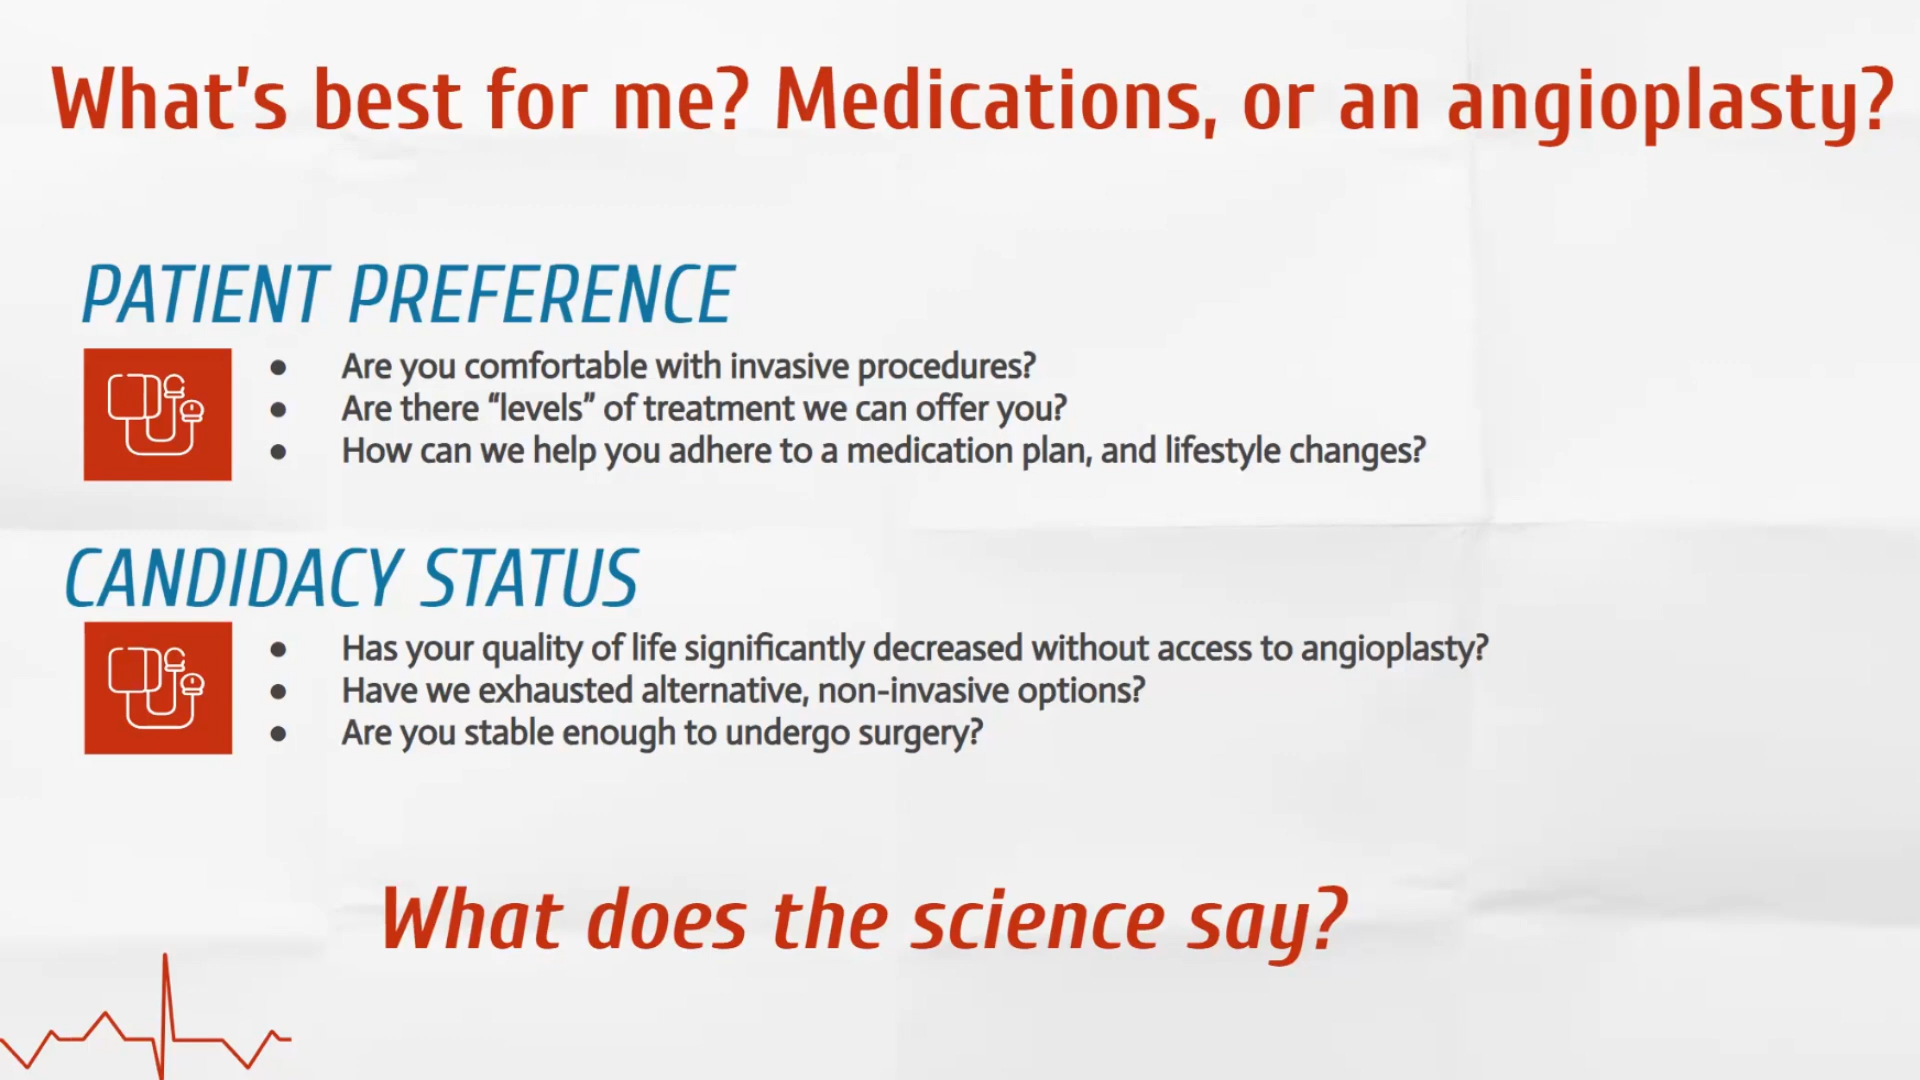 What's best for me? Medications, or an angioplasty?
PATIENT PREFERENCE
● Are you comfortable with invasive procedures?
● Are there “levels” of treatment we can offer you?
● How can we help you adhere to a medication plan, and lifestyle changes?
CANDIDACY STATUS
● Has your quality of life significantly decreased without access to angioplasty?
● Have we exhausted alternative, non-invasive options?
● Are you stable enough to undergo surgery?
What does the science say?